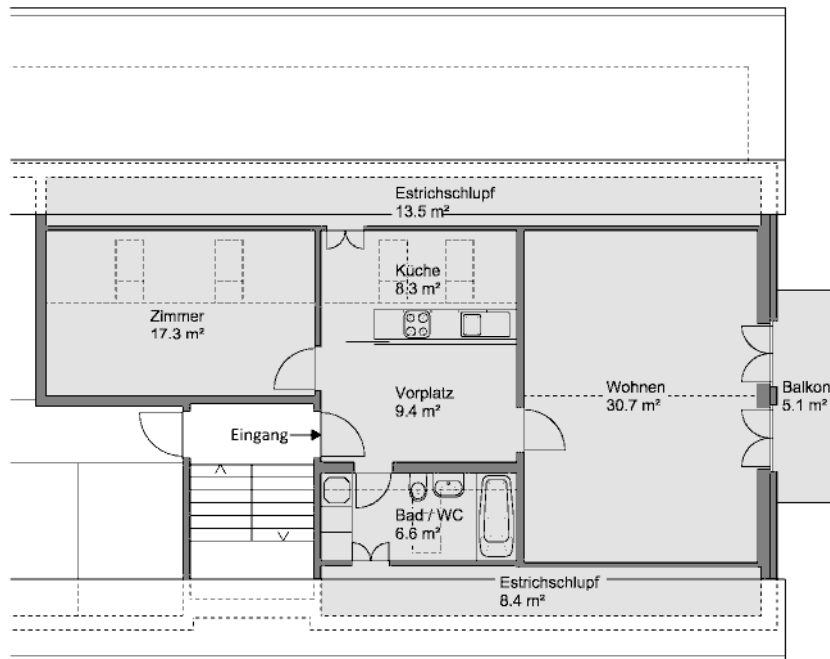 Estrichschlupf
13.5 m²
Küche
8.3 m²
Zimmer
17.3 m²
Vorplatz
9.4 m²
Wohnen
30.7 m²
Balkon
5.1 m²
Eingang
Bad / WC
6.6 m²
Estrichschlupf
8.4 m²